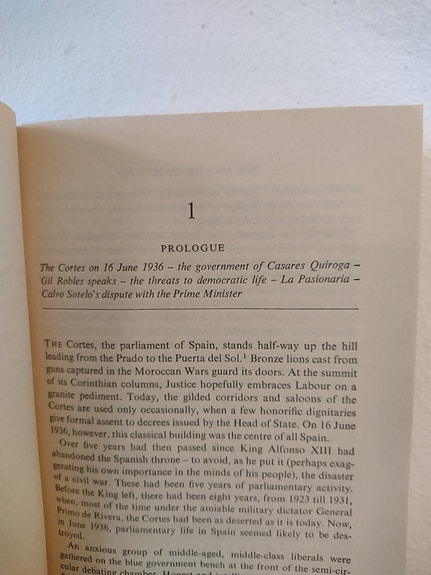 1
PROLOGUE
The Cortes on 16 June 1936 – the government of Casares Quiroga –
Gil Robles speaks – the threats to democratic life – La Pasionaria –
Calvo Sotelo's dispute with the Prime Minister
THE Cortes, the parliament of Spain, stands half-way up the hill
leading from the Prado to the Puerta del Sol.¹ Bronze lions cast from
guns captured in the Moroccan Wars guard its doors. At the summit
of its Corinthian columns, Justice hopefully embraces Labour on a
granite pediment. Today, the gilded corridors and saloons of the
Cortes are used only occasionally, when a few honorific dignitaries
give formal assent to decrees issued by the Head of State. On 16 June
1936, however, this classical building was the centre of all Spain.
Over five years had then passed since King Alfonso XIII had
abandoned the Spanish throne – to avoid, as he put it (perhaps exag-
gerating his own importance in the minds of his people), the disaster
of a civil war. These had been five years of parliamentary activity.
Before the King left, there had been eight years, from 1923 till 1931,
when, most of the time under the amiable military dictator General
Primo de Rivera, the Cortes had been as deserted as it is today. Now,
in June 1936, parliamentary life in Spain seemed likely to be des-
troyed.
An anxious group of middle-aged, middle-class liberals were
gathered on the blue government bench at the front of the semi-cir-
cular debating chamber. Honest and